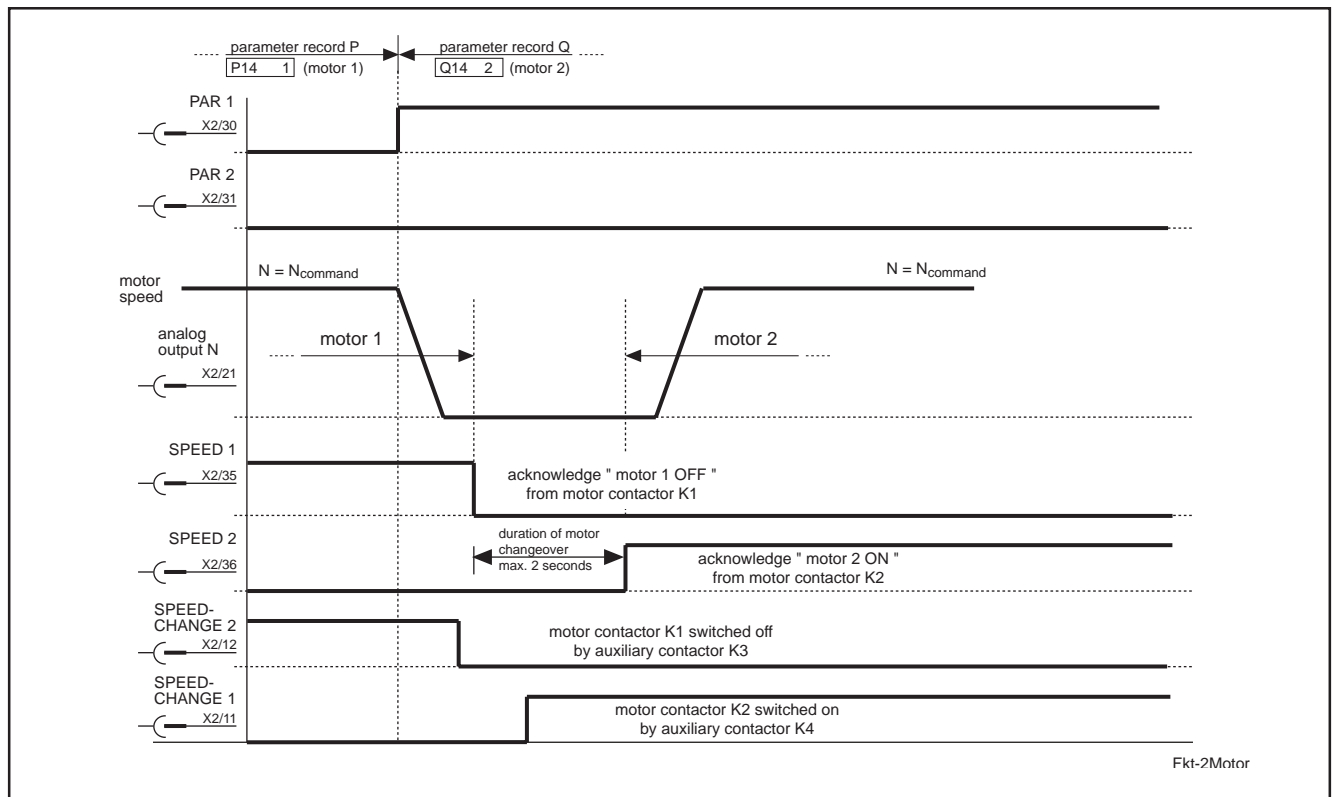 parameter record P
parameter record Q
P14 1 (motor 1)
Q14 2 (motor 2)
PAR 1
X2/30
PAR 2
X2/31
N = Ncommand
N = Ncommand
motor
speed
analog
output N
motor 1
motor 2
X2/21
SPEED 1
X2/35
acknowledge " motor 1 OFF "
from motor contactor K1
SPEED 2
X2/36
duration of motor
changeover
max. 2 seconds
acknowledge " motor 2 ON "
from motor contactor K2
SPEED-
CHANGE 2
X2/12
motor contactor K1 switched off
by auxiliary contactor K3
SPEED-
CHANGE 1
X2/11
motor contactor K2 switched on
by auxiliary contactor K4
Fkt-2Motor